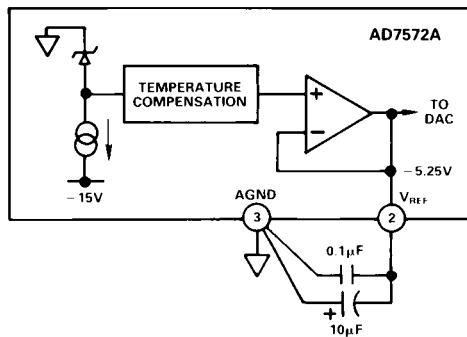 AD7572A
TEMPERATURE
COMPENSATION
+
−
TO
DAC
−5.25V
−15V
AGND
VREF
3
2
0.1µF
+
10µF